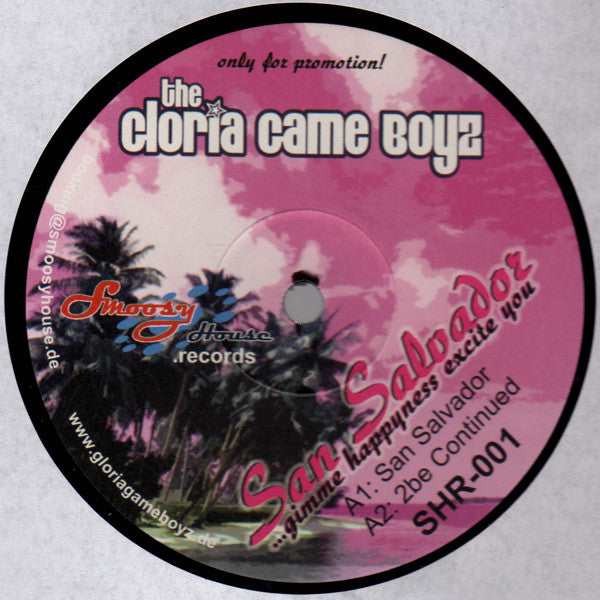 only for promotion!
the
Gloria Game Boyz
booking@smoosyhouse.de
Smoosy
House
.records
San Salvador
...gimme happyness excite you
A1: San Salvador
A2: 2be Continued
SHR-001
www.gloriagameboyz.de